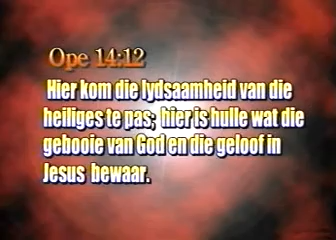 Ope 14:12
Hier kom die lydsaamheid van die
heiliges te pas; hier is hulle wat die
gebooie van God en die geloof in
Jesus bewaar.